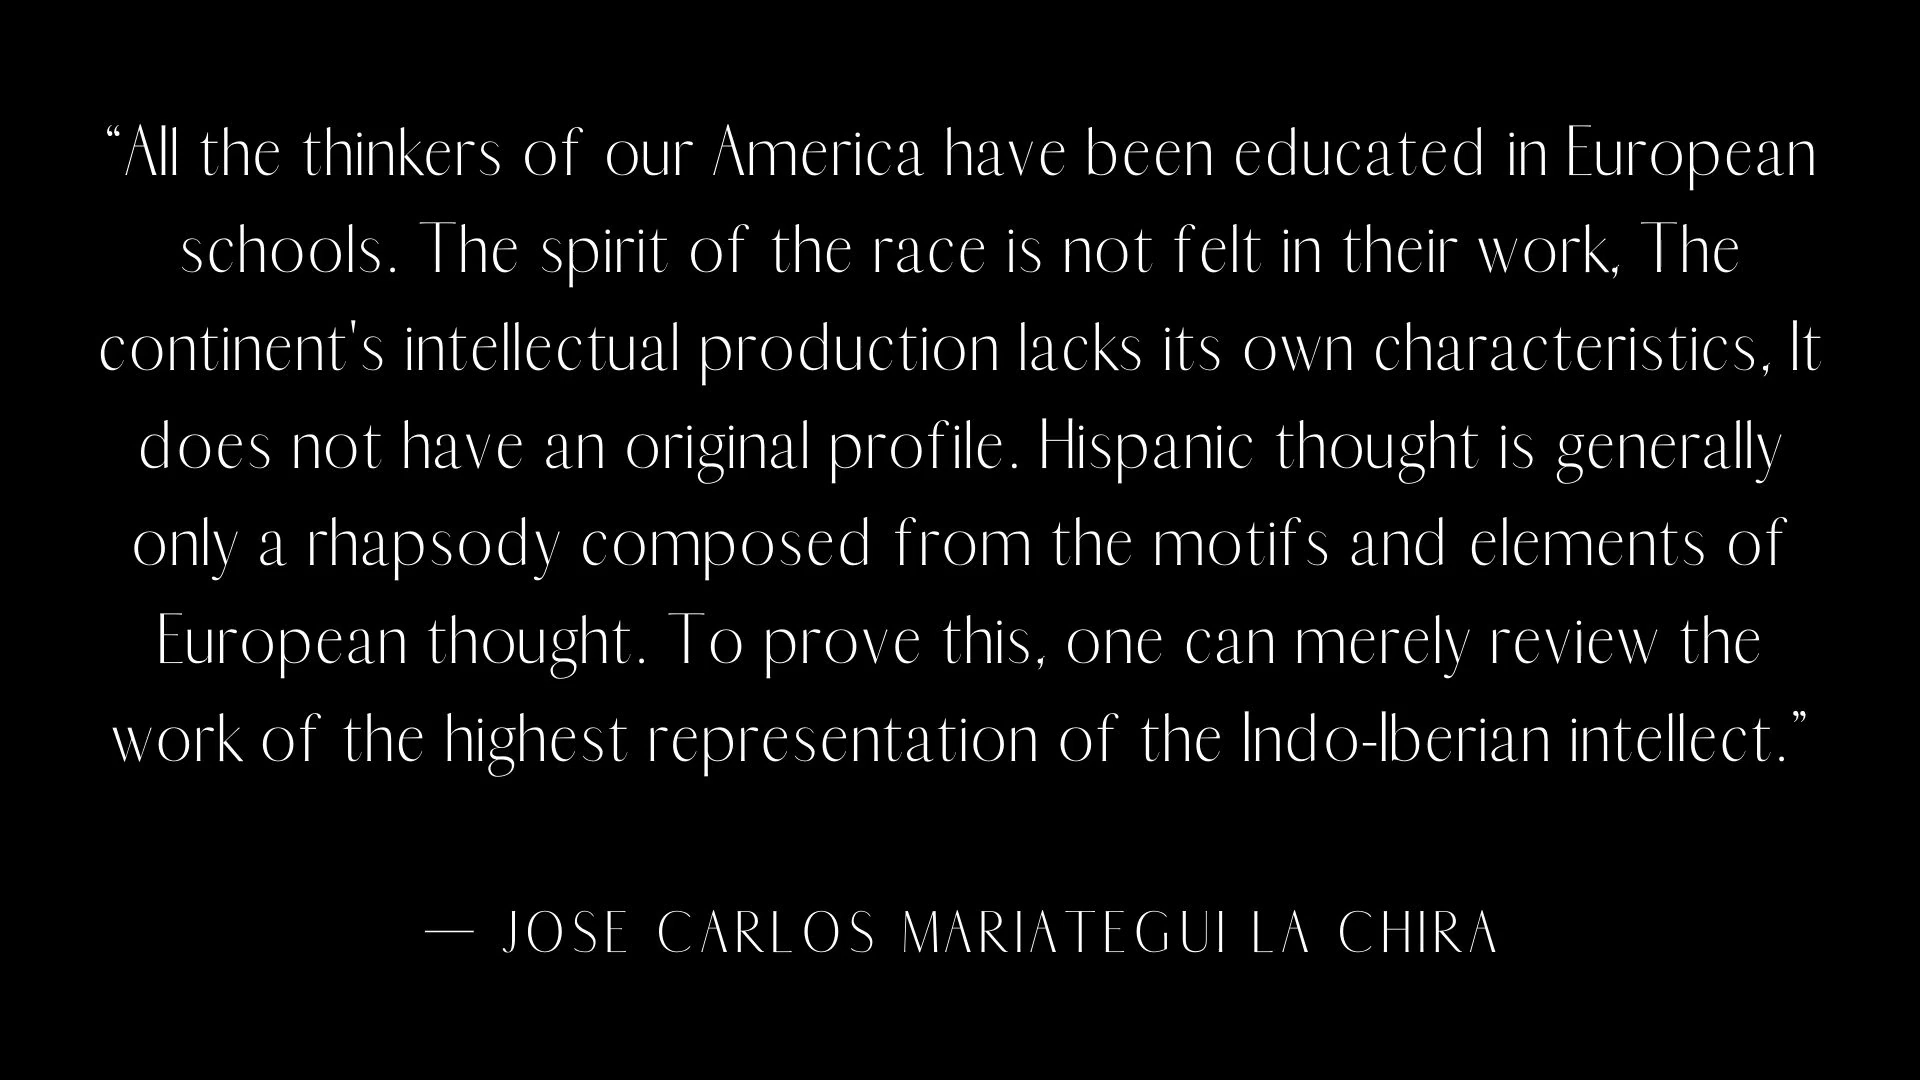 “All the thinkers of our America have been educated in European
schools. The spirit of the race is not felt in their work, The
continent's intellectual production lacks its own characteristics, It
does not have an original profile. Hispanic thought is generally
only a rhapsody composed from the motifs and elements of
European thought. To prove this, one can merely review the
work of the highest representation of the Indo-Iberian intellect.”
— JOSE CARLOS MARIATEGUI LA CHIRA